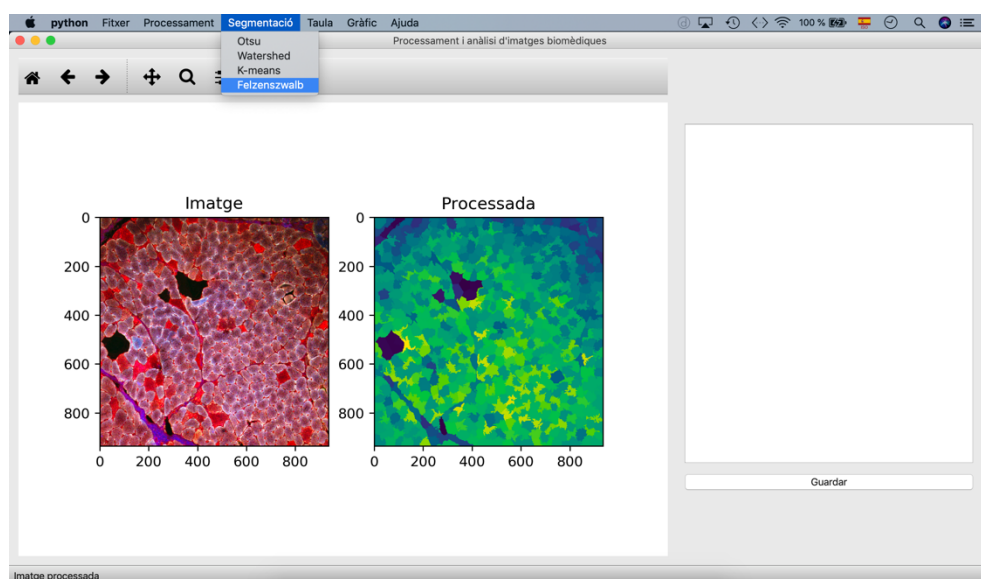 python Fitxer Processament Segmentació Taula Gràfic Ajuda 100 %
Processament i anàlisi d'imatges biomèdiques
Otsu
Watershed
K-means
Felzenszwalb
Imatge Processada
0 0
200 200
400 400
600 600
800 800
0 200 400 600 800 0 200 400 600 800
Guardar
Imatge processada